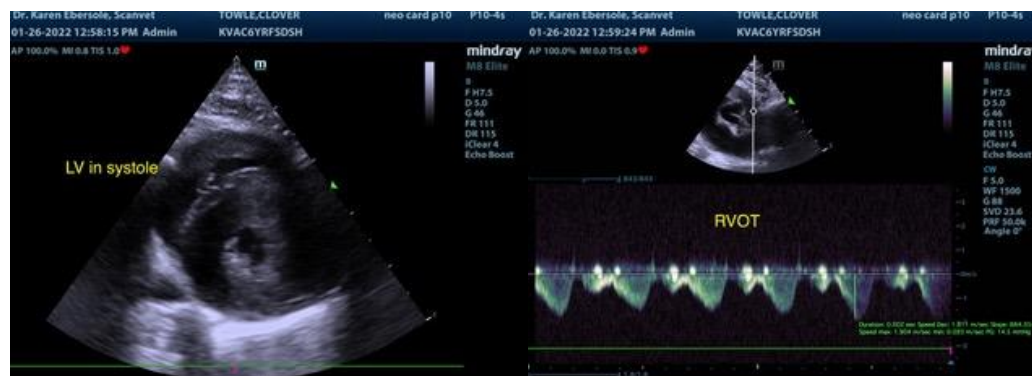 Dr. Karen Ebersole, Scanvet TOWLE,CLOVER neo card p10 P10-4s
01-26-2022 12:58:15 PM Admin KVAC6YRFSDSH
AP 100.0% MI 0.8 TIS 1.0
mindray
M8 Elite
B
F H7.5
D 5.0
G 46
FR 111
DR 115
iClear 4
Echo Boost
m
LV in systole
Dr. Karen Ebersole, Scanvet TOWLE,CLOVER neo card p10 P10-4s
01-26-2022 12:59:24 PM Admin KVAC6YRFSDSH
AP 100.0% MI 0.0 TIS 0.9
mindray
M8 Elite
B
F H7.5
D 5.0
G 46
FR 111
DR 115
iClear 4
Echo Boost
CW
F 5.0
WF 1500
G 88
SVD 23.6
PRF 50.0k
Angle 0°
m
RVOT